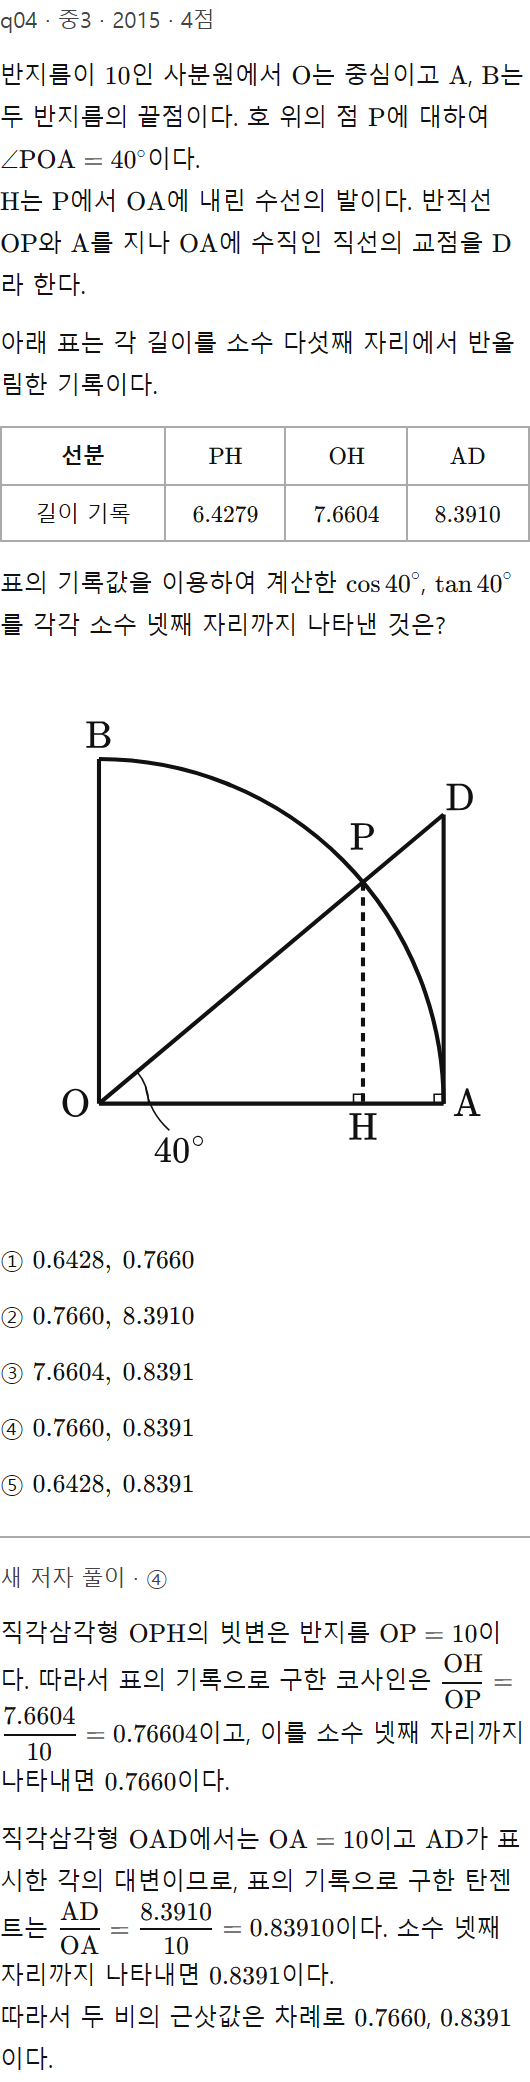 q04 · 중3 · 2015 · 4점
반지름이 10인 사분원에서 O는 중심이고 A, B는
두 반지름의 끝점이다. 호 위의 점 P에 대하여
∠POA = 40°이다.
H는 P에서 OA에 내린 수선의 발이다. 반직선
OP와 A를 지나 OA에 수직인 직선의 교점을 D
라 한다.
아래 표는 각 길이를 소수 다섯째 자리에서 반올
림한 기록이다.
선분 PH OH AD
길이 기록 6.4279 7.6604 8.3910
표의 기록값을 이용하여 계산한 cos 40°, tan 40°
를 각각 소수 넷째 자리까지 나타낸 것은?
B
D
P
O
H
A
40°
① 0.6428, 0.7660
② 0.7660, 8.3910
③ 7.6604, 0.8391
④ 0.7660, 0.8391
⑤ 0.6428, 0.8391
새 저자 풀이 · ④
직각삼각형 OPH의 빗변은 반지름 OP = 10이
다. 따라서 표의 기록으로 구한 코사인은 OH/OP =
7.6604/10 = 0.76604이고, 이를 소수 넷째 자리까지
나타내면 0.7660이다.
직각삼각형 OAD에서는 OA = 10이고 AD가 표
시한 각의 대변이므로, 표의 기록으로 구한 탄젠
트는 AD/OA = 8.3910/10 = 0.83910이다. 소수 넷째
자리까지 나타내면 0.8391이다.
따라서 두 비의 근삿값은 차례로 0.7660, 0.8391
이다.